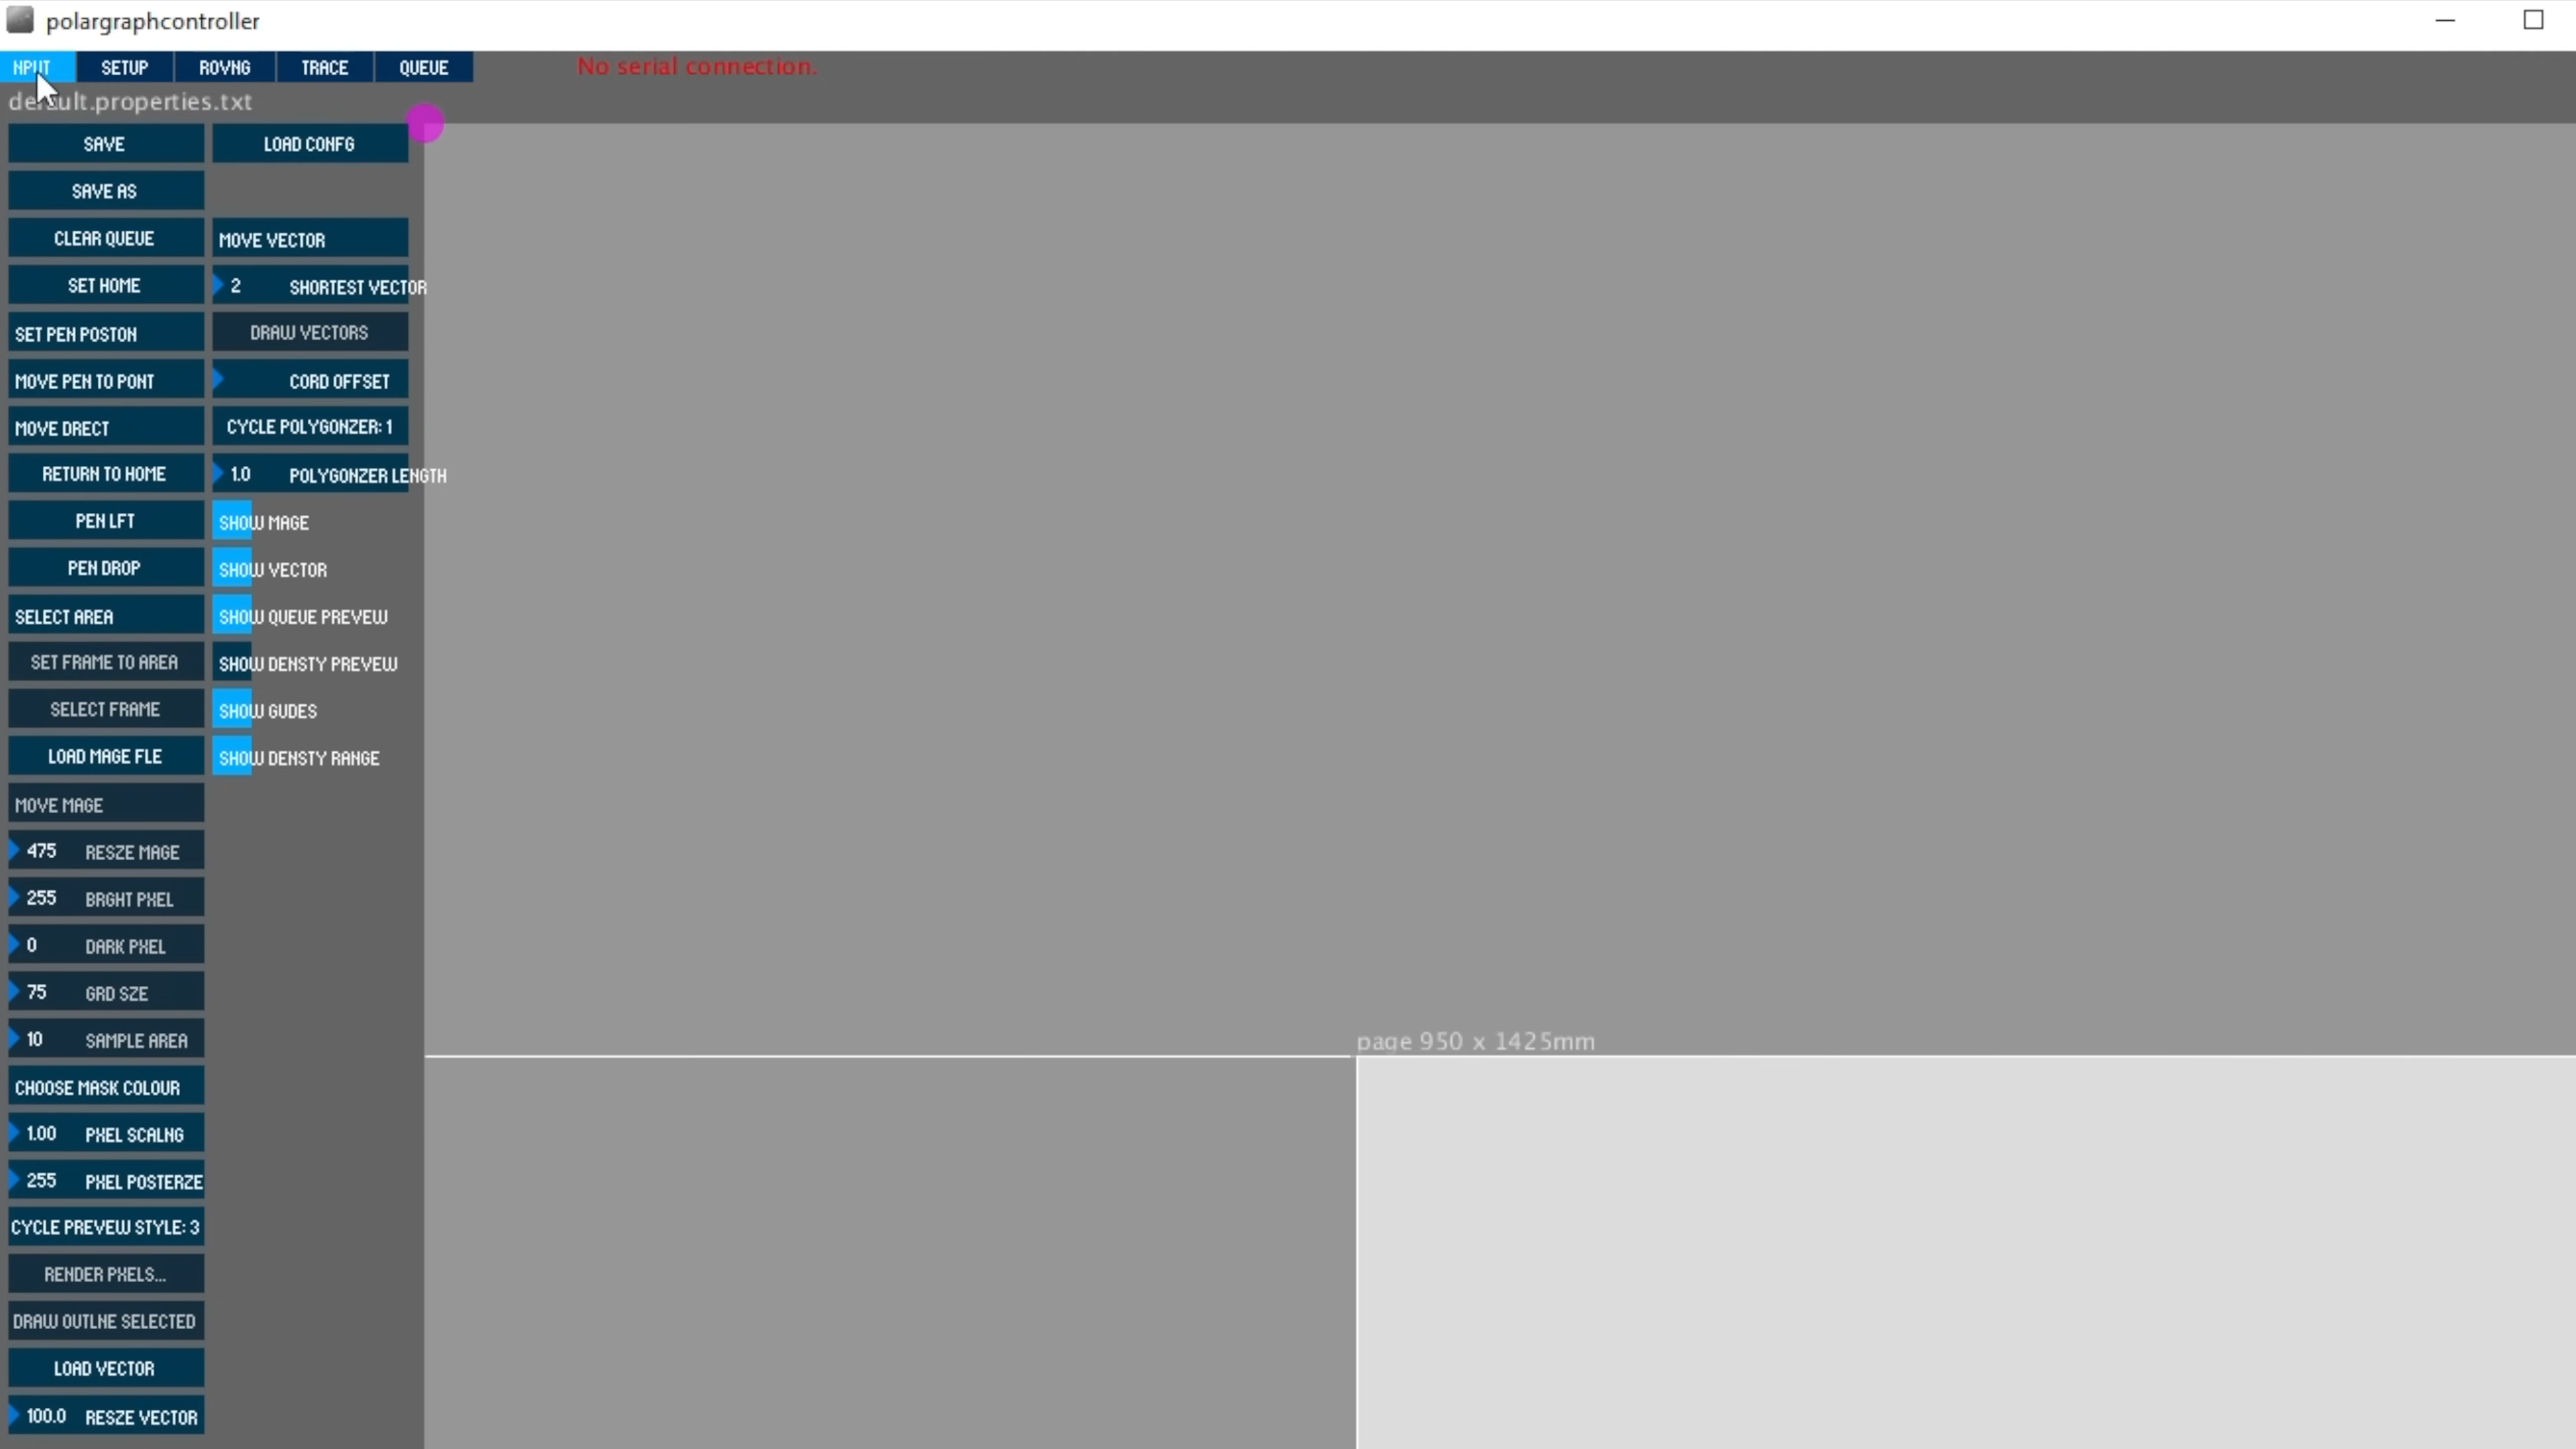 polargraphcontroller
NPUT SETUP ROVNG TRACE QUEUE No serial connection.
default.properties.txt
SAVE LOAD CONFG
SAVE AS
CLEAR QUEUE MOVE VECTOR
SET HOME 2 SHORTEST VECTOR
SET PEN POSTON DRAW VECTORS
MOVE PEN TO PONT CORD OFFSET
MOVE DRECT CYCLE POLYGONZER: 1
RETURN TO HOME 1.0 POLYGONZER LENGTH
PEN LFT SHOW MAGE
PEN DROP SHOW VECTOR
SELECT AREA SHOW QUEUE PREVEW
SET FRAME TO AREA SHOW DENSTY PREVEW
SELECT FRAME SHOW GUDES
LOAD MAGE FLE SHOW DENSTY RANGE
MOVE MAGE
475 RESZE MAGE
255 BRGHT PXEL
0 DARK PXEL
75 GRD SZE
10 SAMPLE AREA
page 950 x 1425mm
CHOOSE MASK COLOUR
1.00 PXEL SCALNG
255 PXEL POSTERZE
CYCLE PREVEW STYLE: 3
RENDER PXELS...
DRAW OUTLNE SELECTED
LOAD VECTOR
100.0 RESZE VECTOR